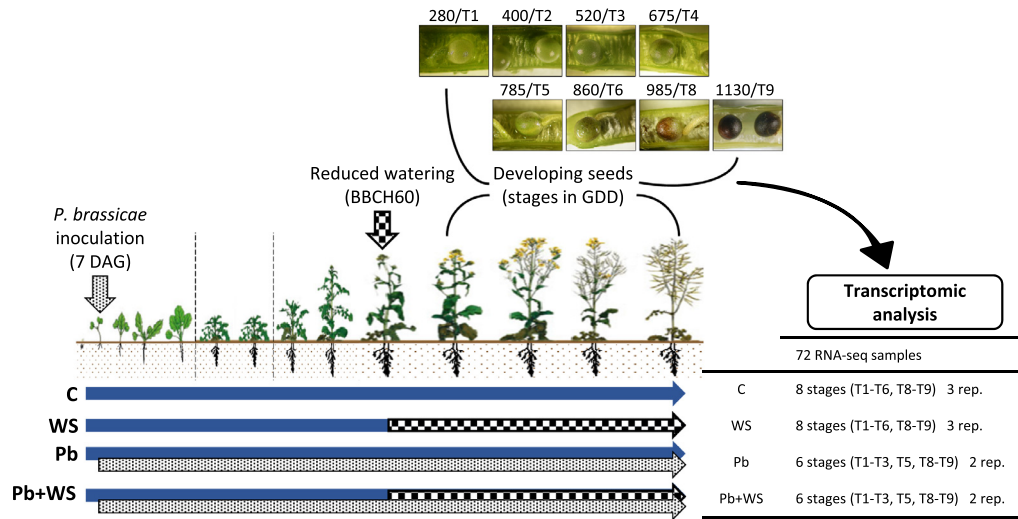 280/T1 400/T2 520/T3 675/T4
785/T5 860/T6 985/T8 1130/T9
Reduced watering
(BBCH60)
Developing seeds
(stages in GDD)
P. brassicae
inoculation
(7 DAG)
Transcriptomic
analysis
72 RNA-seq samples
C
WS
Pb
Pb+WS
C 8 stages (T1-T6, T8-T9) 3 rep.
WS 8 stages (T1-T6, T8-T9) 3 rep.
Pb 6 stages (T1-T3, T5, T8-T9) 2 rep.
Pb+WS 6 stages (T1-T3, T5, T8-T9) 2 rep.